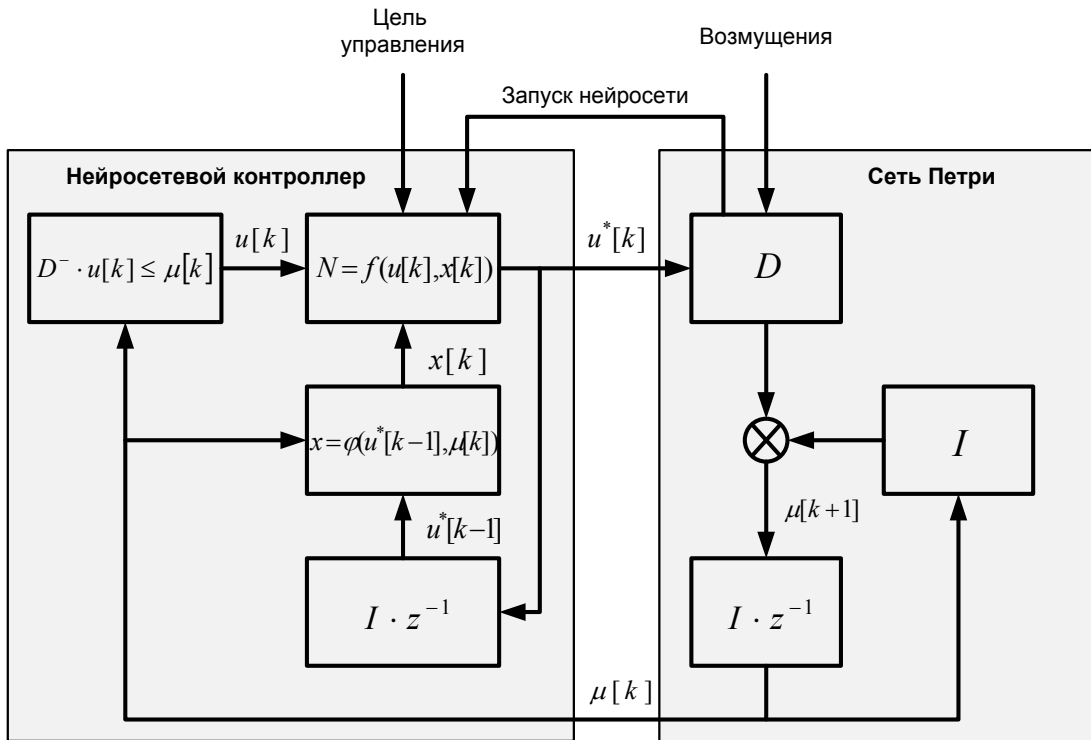 Цель
управления
Возмущения
Запуск нейросети
Нейросетевой контроллер
Сеть Петри
D⁻ · u[k] ≤ μ[k]
u[k]
N = f(u[k], x[k])
u*[k]
D
x[k]
x = φ(u*[k−1], μ[k])
I
u*[k−1]
μ[k+1]
I · z⁻¹
I · z⁻¹
μ[k]